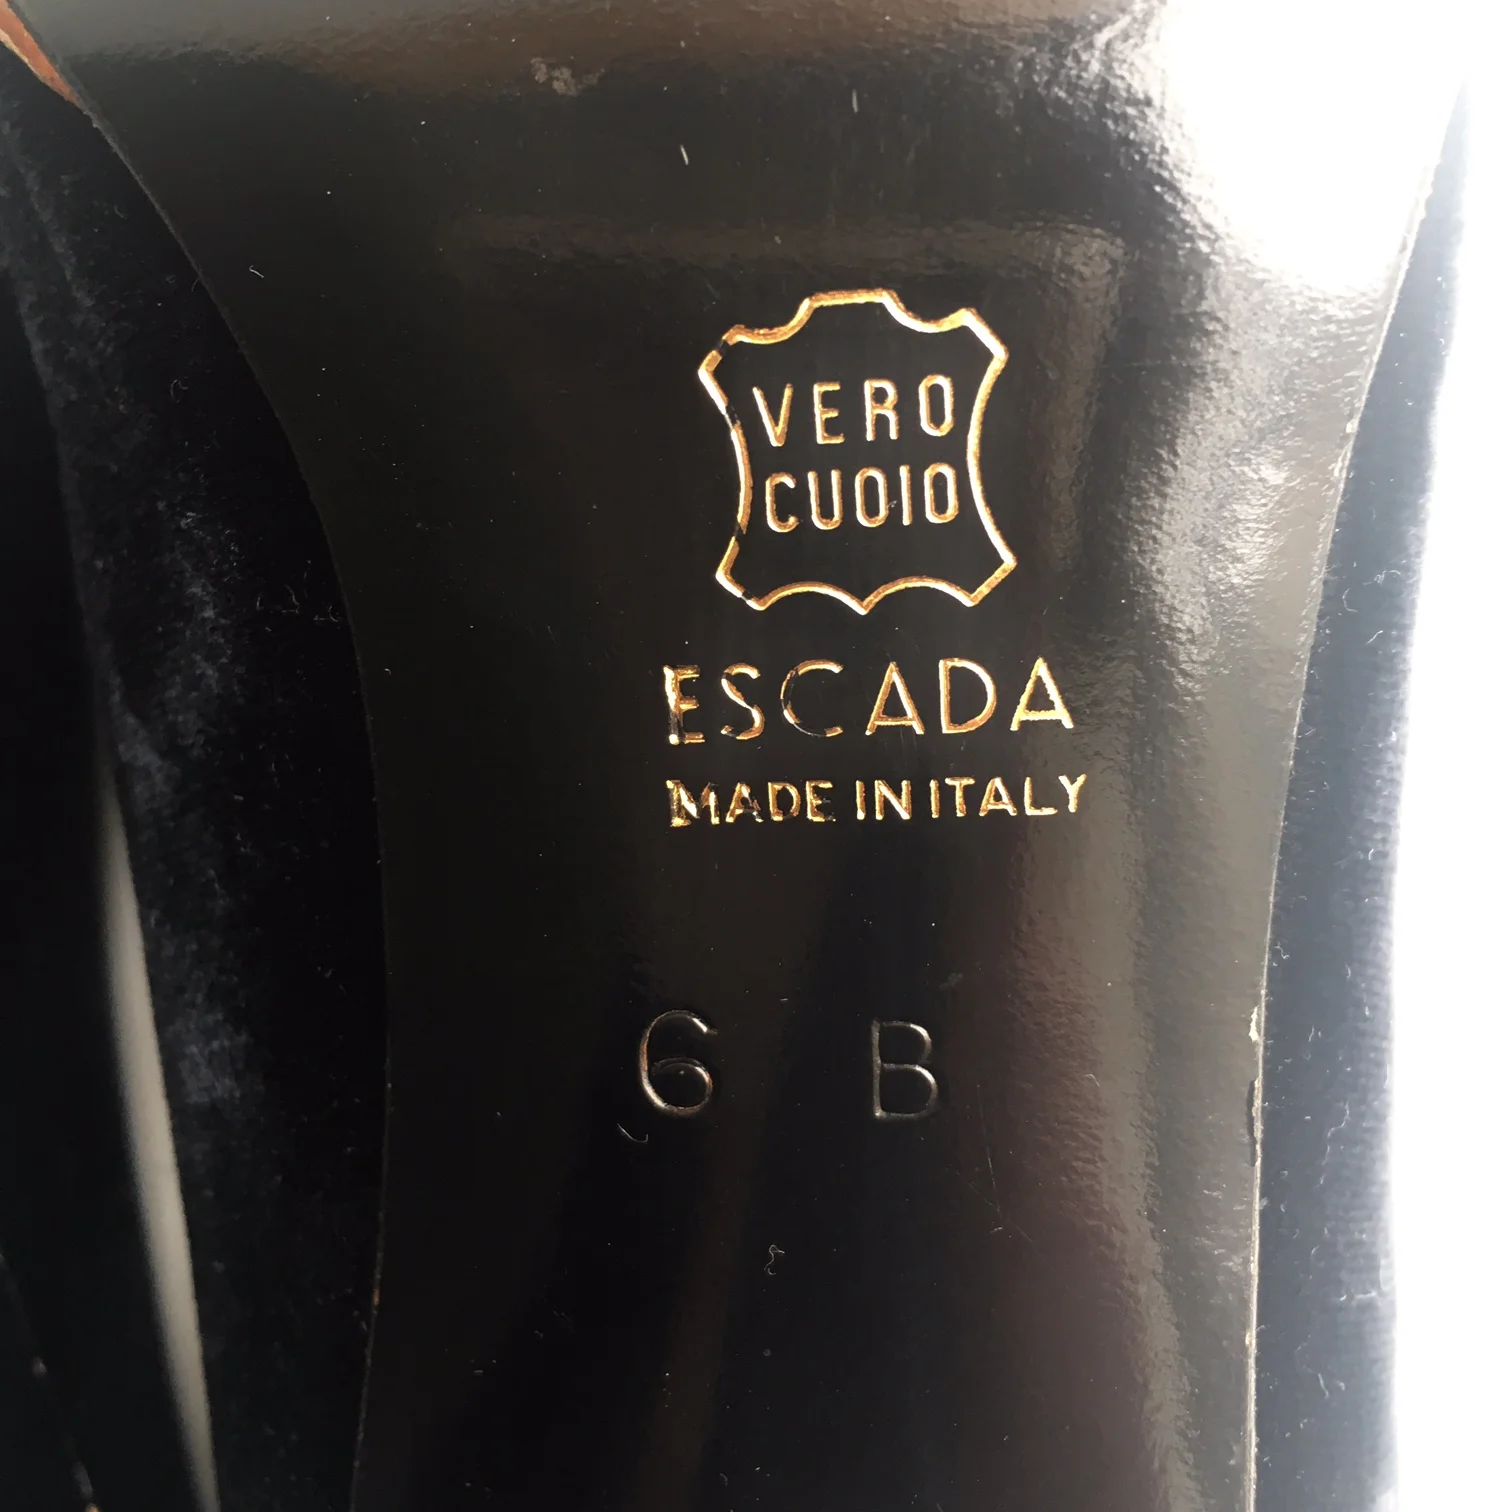 VERO
CUOIO
ESCADA
MADE IN ITALY
6 B